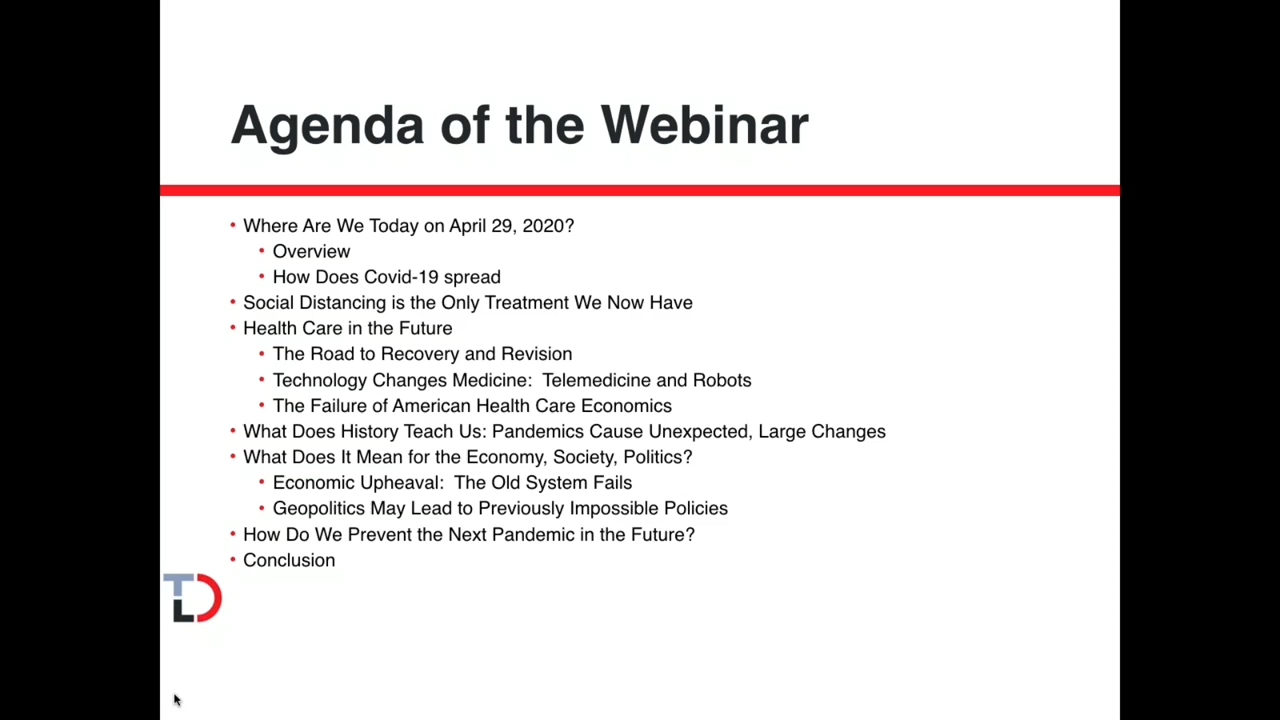 Agenda of the Webinar
• Where Are We Today on April 29, 2020?
• Overview
• How Does Covid-19 spread
• Social Distancing is the Only Treatment We Now Have
• Health Care in the Future
• The Road to Recovery and Revision
• Technology Changes Medicine:  Telemedicine and Robots
• The Failure of American Health Care Economics
• What Does History Teach Us: Pandemics Cause Unexpected, Large Changes
• What Does It Mean for the Economy, Society, Politics?
• Economic Upheaval:  The Old System Fails
• Geopolitics May Lead to Previously Impossible Policies
• How Do We Prevent the Next Pandemic in the Future?
• Conclusion
TLD